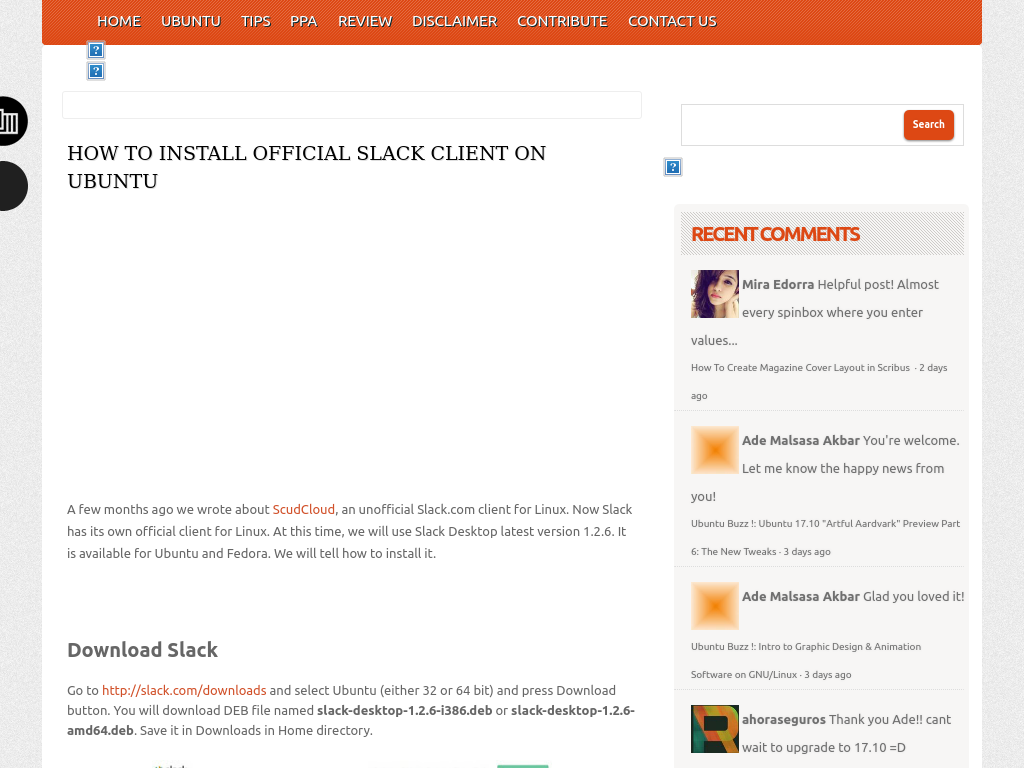 HOME UBUNTU TIPS PPA REVIEW DISCLAIMER CONTRIBUTE CONTACT US
HOW TO INSTALL OFFICIAL SLACK CLIENT ON
UBUNTU
A few months ago we wrote about ScudCloud, an unofficial Slack.com client for Linux. Now Slack
has its own official client for Linux. At this time, we will use Slack Desktop latest version 1.2.6. It
is available for Ubuntu and Fedora. We will tell how to install it.
Download Slack
Go to http://slack.com/downloads and select Ubuntu (either 32 or 64 bit) and press Download
button. You will download DEB file named slack-desktop-1.2.6-i386.deb or slack-desktop-1.2.6-
amd64.deb. Save it in Downloads in Home directory.
Search
RECENT COMMENTS
Mira Edorra Helpful post! Almost
every spinbox where you enter
values...
How To Create Magazine Cover Layout in Scribus · 2 days
ago
Ade Malsasa Akbar You're welcome.
Let me know the happy news from
you!
Ubuntu Buzz !: Ubuntu 17.10 "Artful Aardvark" Preview Part
6: The New Tweaks · 3 days ago
Ade Malsasa Akbar Glad you loved it!
Ubuntu Buzz !: Intro to Graphic Design & Animation
Software on GNU/Linux · 3 days ago
ahoraseguros Thank you Ade!! cant
wait to upgrade to 17.10 =D